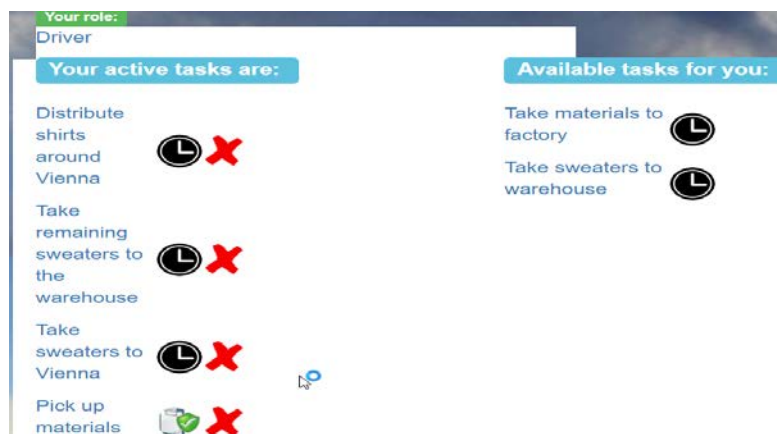 Your role:
Driver
Your active tasks are:
Distribute
shirts
around
Vienna
Take
remaining
sweaters to
the
warehouse
Take
sweaters to
Vienna
Pick up
materials
Available tasks for you:
Take materials to
factory
Take sweaters to
warehouse